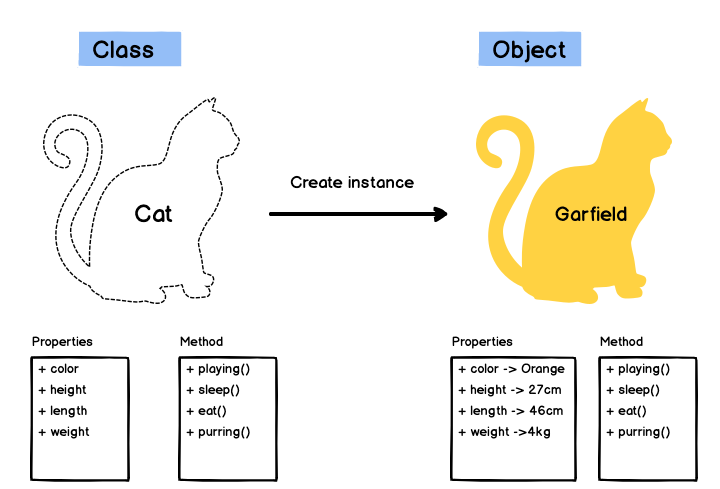 Class
Object
Cat
Create instance
Garfield
Properties
+ color
+ height
+ length
+ weight
Method
+ playing()
+ sleep()
+ eat()
+ purring()
Properties
+ color -> Orange
+ height -> 27cm
+ length -> 46cm
+ weight ->4kg
Method
+ playing()
+ sleep()
+ eat()
+ purring()